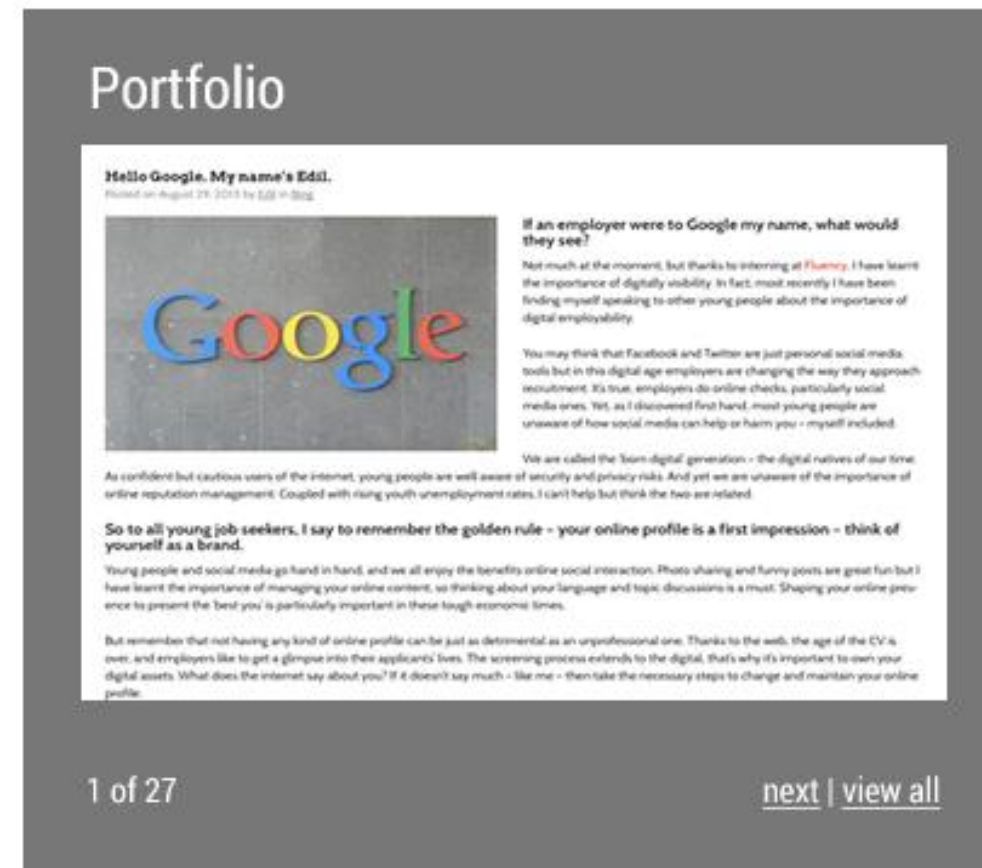 Portfolio
Hello Google. My name's Edil.
Posted on August 29, 2013 by Edil in Blog
Google
If an employer were to Google my name, what would
they see?
Not much at the moment, but thanks to interning at Fluency, I have learnt
the importance of digitally visibility. In fact, most recently I have been
finding myself speaking to other young people about the importance of
digital employability.
You may think that Facebook and Twitter are just personal social media
tools but in this digital age employers are changing the way they approach
recruitment. It's true, employers do online checks, particularly social
media ones. Yet, as I discovered first hand, most young people are
unaware of how social media can help or harm you – myself included.
We are called the 'born digital' generation – the digital natives of our time.
As confident but cautious users of the internet, young people are well aware of security and privacy risks. And yet we are unaware of the importance of
online reputation management. Coupled with rising youth unemployment rates, I can't help but think the two are related.
So to all young job seekers, I say to remember the golden rule – your online profile is a first impression – think of
yourself as a brand.
Young people and social media go hand in hand, and we all enjoy the benefits online social interaction. Photo sharing and funny posts are great fun but I
have learnt the importance of managing your online content, so thinking about your language and topic discussions is a must. Shaping your online pres-
ence to present the 'best you' is particularly important in these tough economic times.
But remember that not having any kind of online profile can be just as detrimental as an unprofessional one. Thanks to the web, the age of the CV is
over, and employers like to get a glimpse into their applicants' lives. The screening process extends to the digital, that's why it's important to own your
digital assets. What does the internet say about you? If it doesn't say much – like me – then take the necessary steps to change and maintain your online
profile.
1 of 27
next | view all